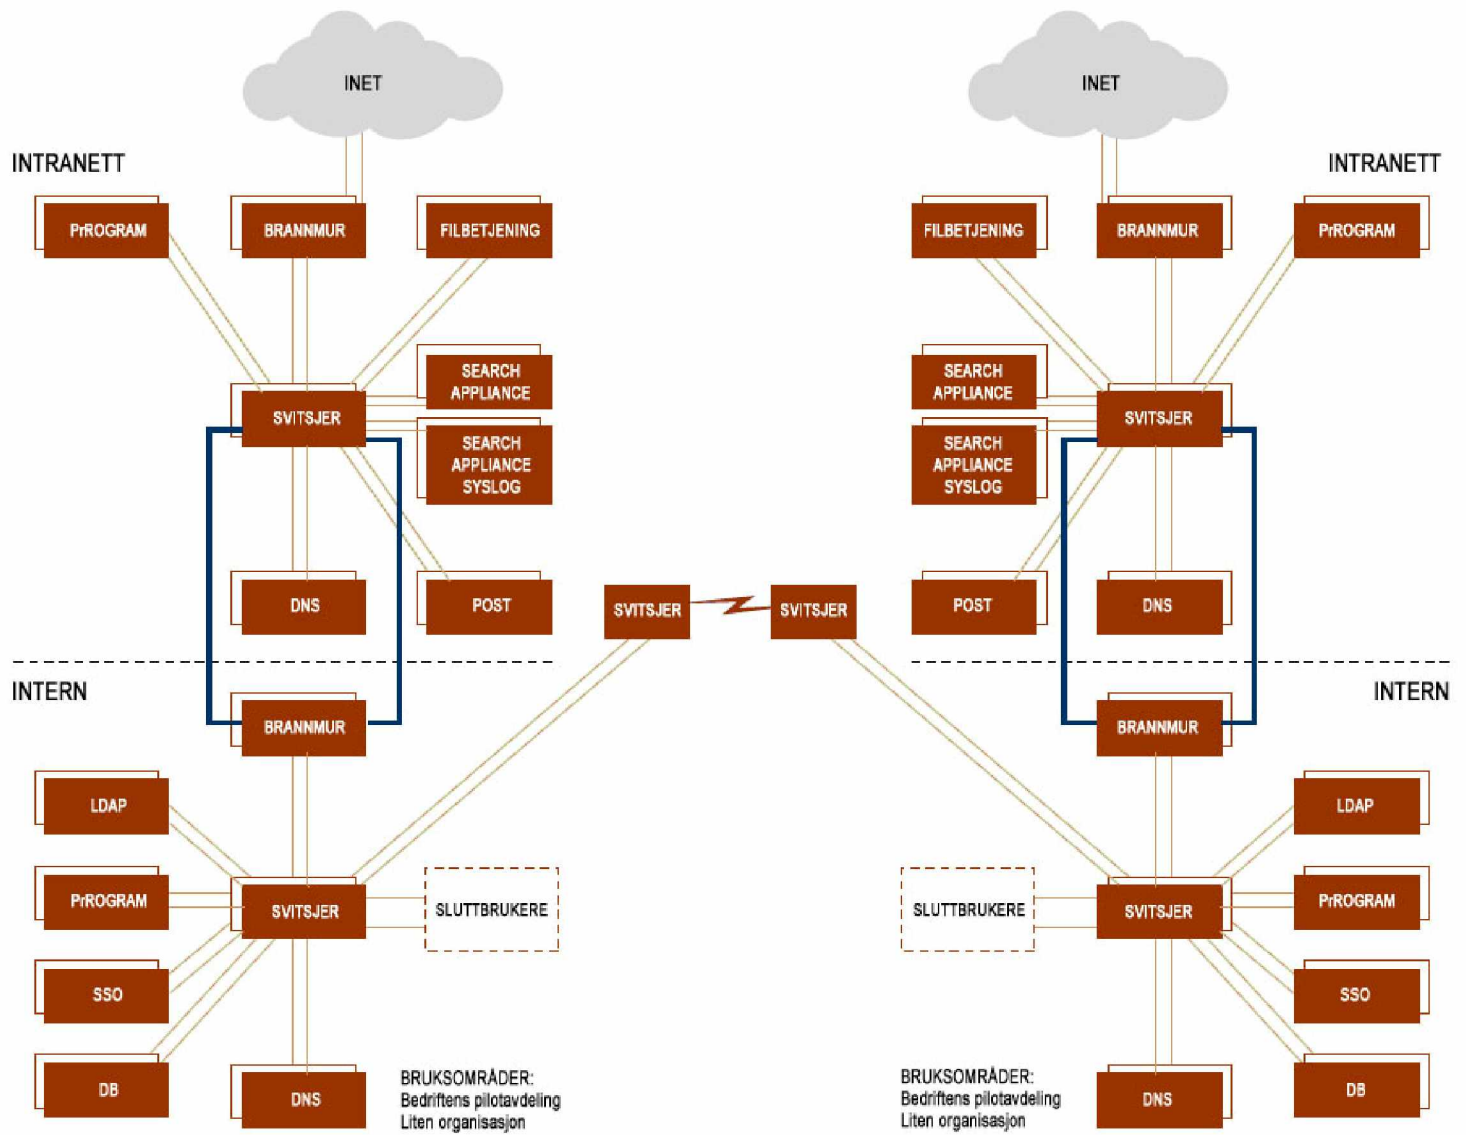 INET
INET
INTRANETT
INTRANETT
PrROGRAM
BRANNMUR
FILBETJENING
FILBETJENING
BRANNMUR
PrROGRAM
SEARCH
APPLIANCE
SEARCH
APPLIANCE
SVITSJER
SVITSJER
SEARCH
APPLIANCE
SYSLOG
SEARCH
APPLIANCE
SYSLOG
DNS
POST
SVITSJER
SVITSJER
POST
DNS
INTERN
INTERN
BRANNMUR
BRANNMUR
LDAP
LDAP
PrROGRAM
SVITSJER
SLUTTBRUKERE
SLUTTBRUKERE
SVITSJER
PrROGRAM
SSO
SSO
DB
DNS
BRUKSOMRÅDER:
Bedriftens pilotavdeling
Liten organisasjon
BRUKSOMRÅDER:
Bedriftens pilotavdeling
Liten organisasjon
DNS
DB